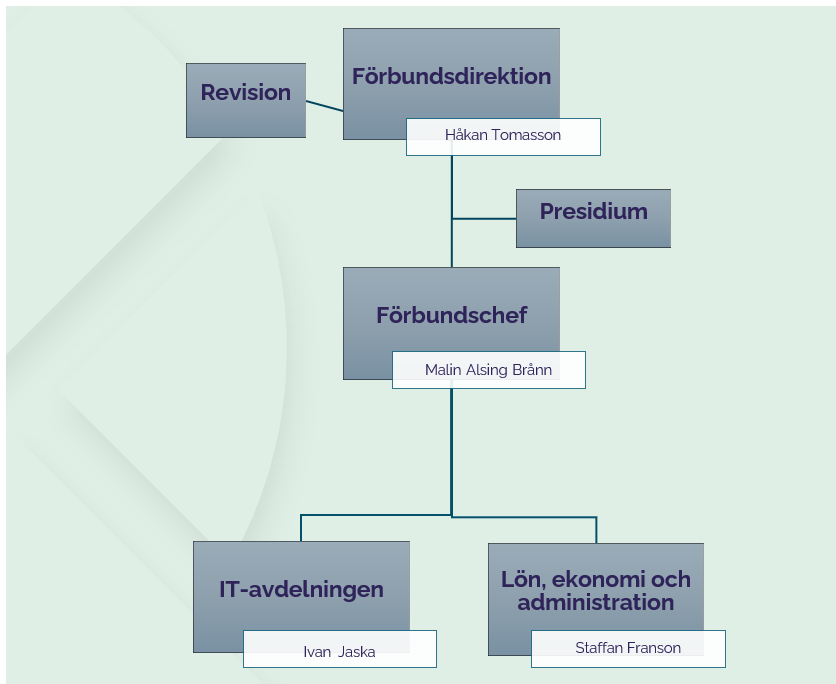 Förbundsdirektion
Revision
Håkan Tomasson
Presidium
Förbundschef
Malin Alsing Brånn
IT-avdelningen
Ivan Jaska
Lön, ekonomi och
administration
Staffan Franson